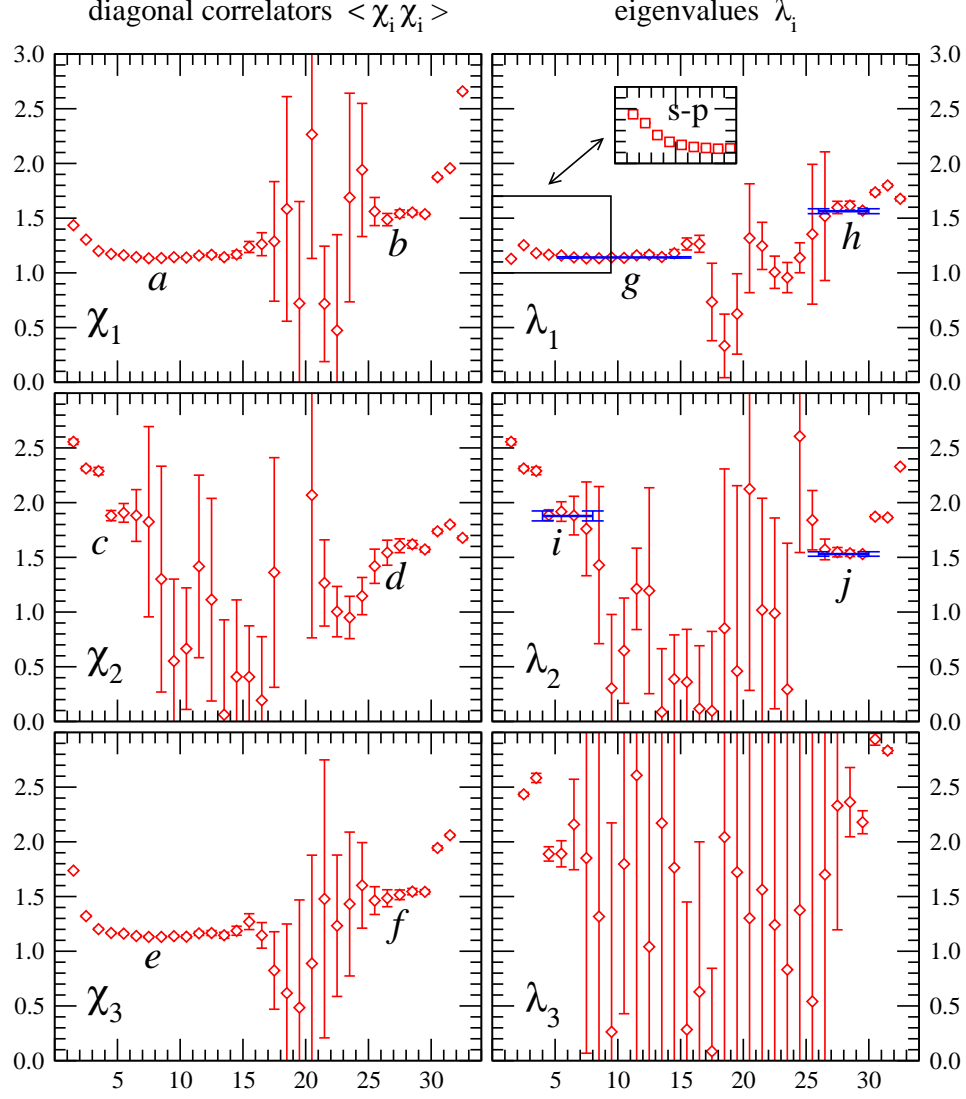 diagonal correlators < χi χi > eigenvalues λi
3.0 3.0
2.5 s-p 2.5
2.0 2.0
1.5 b h 1.5
1.0 a g 1.0
0.5 χ1 λ1 0.5
0.0 0.0
2.5 2.5
2.0 2.0
1.5 c d i j 1.5
1.0 1.0
0.5 χ2 λ2 0.5
0.0 0.0
2.5 2.5
2.0 2.0
1.5 f 1.5
1.0 e 1.0
0.5 χ3 λ3 0.5
0.0 0.0
5 10 15 20 25 30 5 10 15 20 25 30